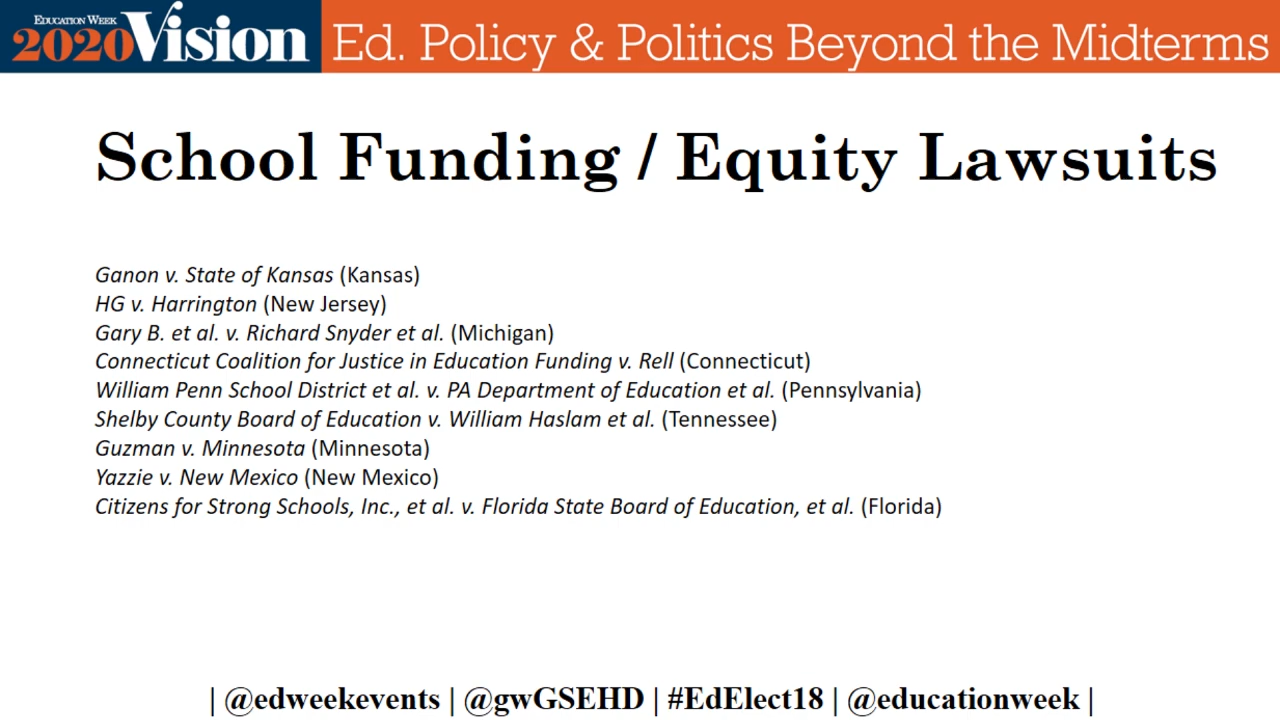 EDUCATION WEEK
2020Vision
Ed. Policy & Politics Beyond the Midterms
School Funding / Equity Lawsuits
Ganon v. State of Kansas (Kansas)
HG v. Harrington (New Jersey)
Gary B. et al. v. Richard Snyder et al. (Michigan)
Connecticut Coalition for Justice in Education Funding v. Rell (Connecticut)
William Penn School District et al. v. PA Department of Education et al. (Pennsylvania)
Shelby County Board of Education v. William Haslam et al. (Tennessee)
Guzman v. Minnesota (Minnesota)
Yazzie v. New Mexico (New Mexico)
Citizens for Strong Schools, Inc., et al. v. Florida State Board of Education, et al. (Florida)
| @edweekevents | @gwGSEHD | #EdElect18 | @educationweek |